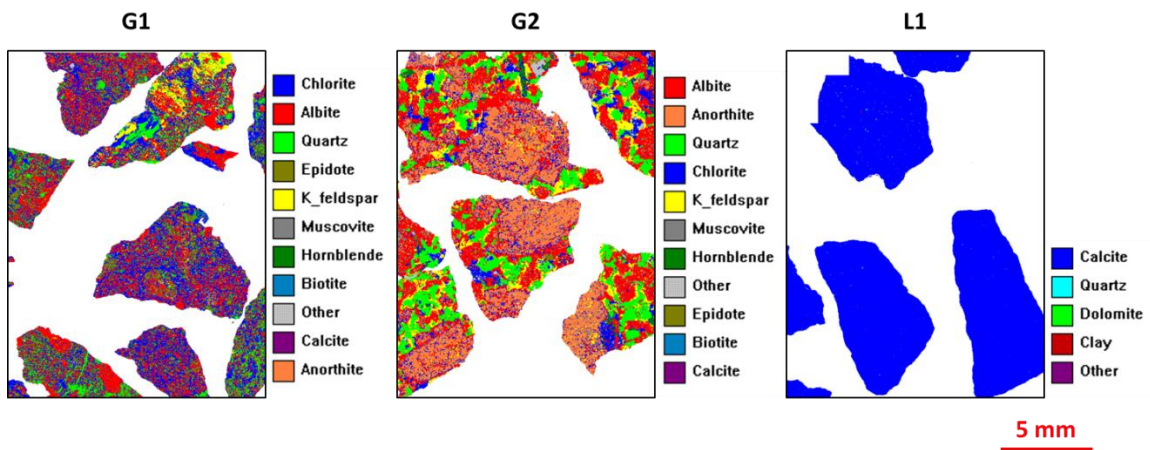 G1
G2
L1
Chlorite
Albite
Quartz
Epidote
K_feldspar
Muscovite
Hornblende
Biotite
Other
Calcite
Anorthite
Albite
Anorthite
Quartz
Chlorite
K_feldspar
Muscovite
Hornblende
Other
Epidote
Biotite
Calcite
Calcite
Quartz
Dolomite
Clay
Other
5 mm